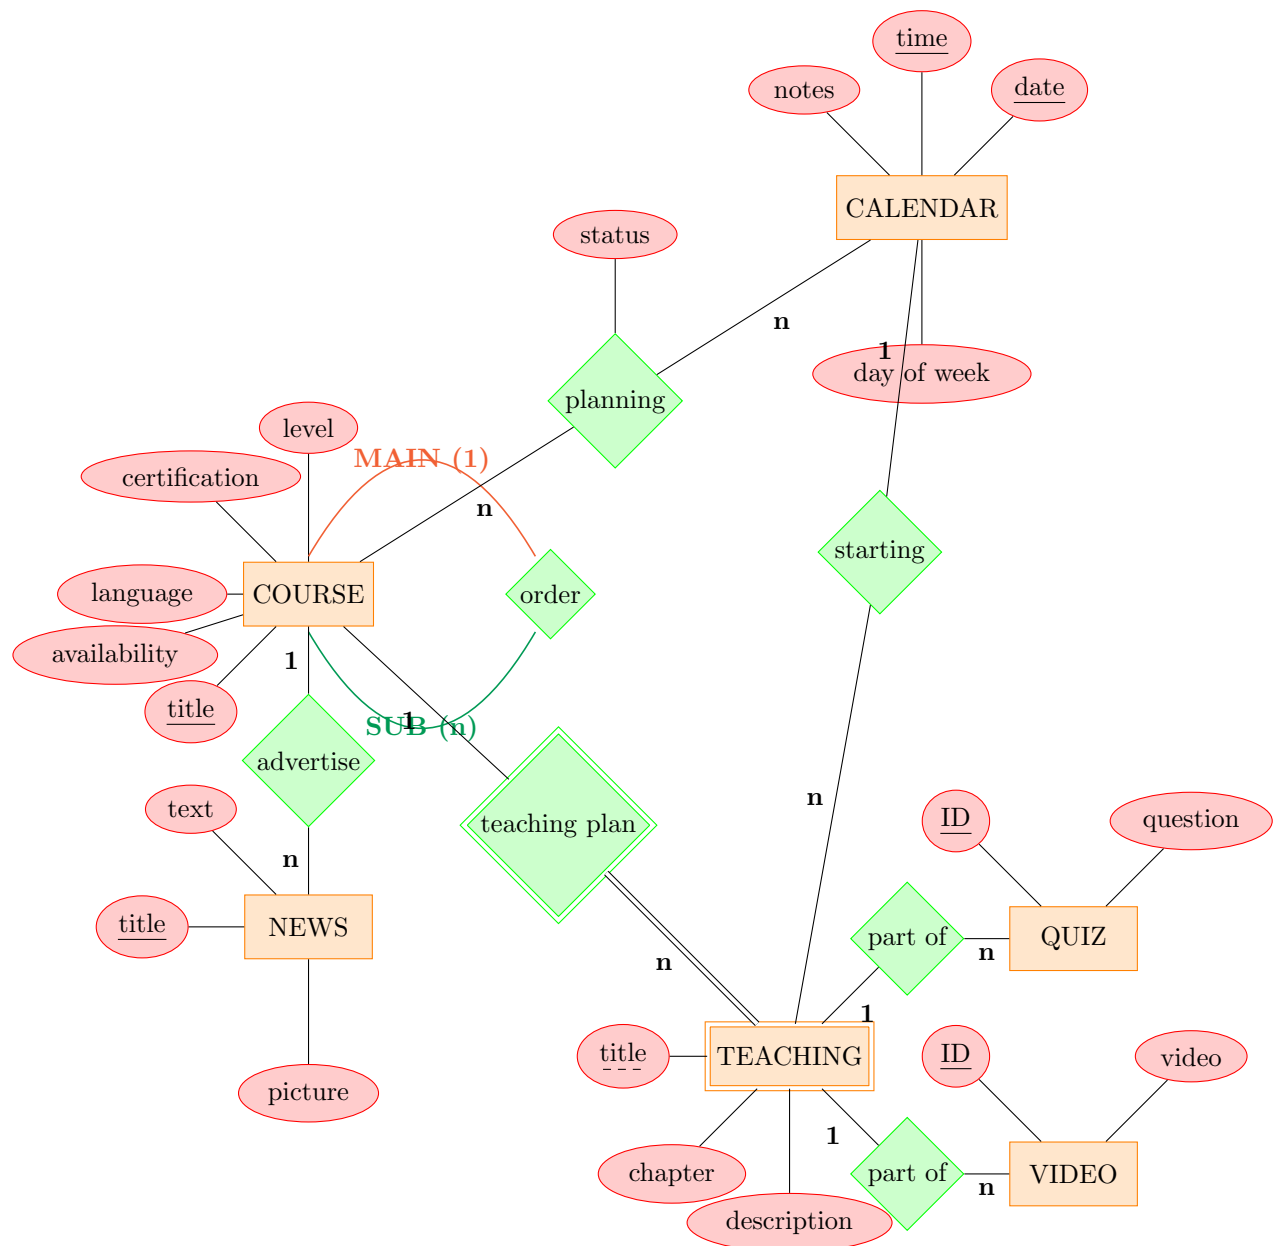 time
notes
date
CALENDAR
status
n
1
day of week
planning
level
MAIN (1)
certification
n
starting
language
COURSE
order
availability
1
title
1
SUB (n)
advertise
text
n
teaching plan
n
ID
question
title
NEWS
n
part of
n
QUIZ
1
title
TEACHING
ID
video
picture
1
chapter
part of
n
VIDEO
description